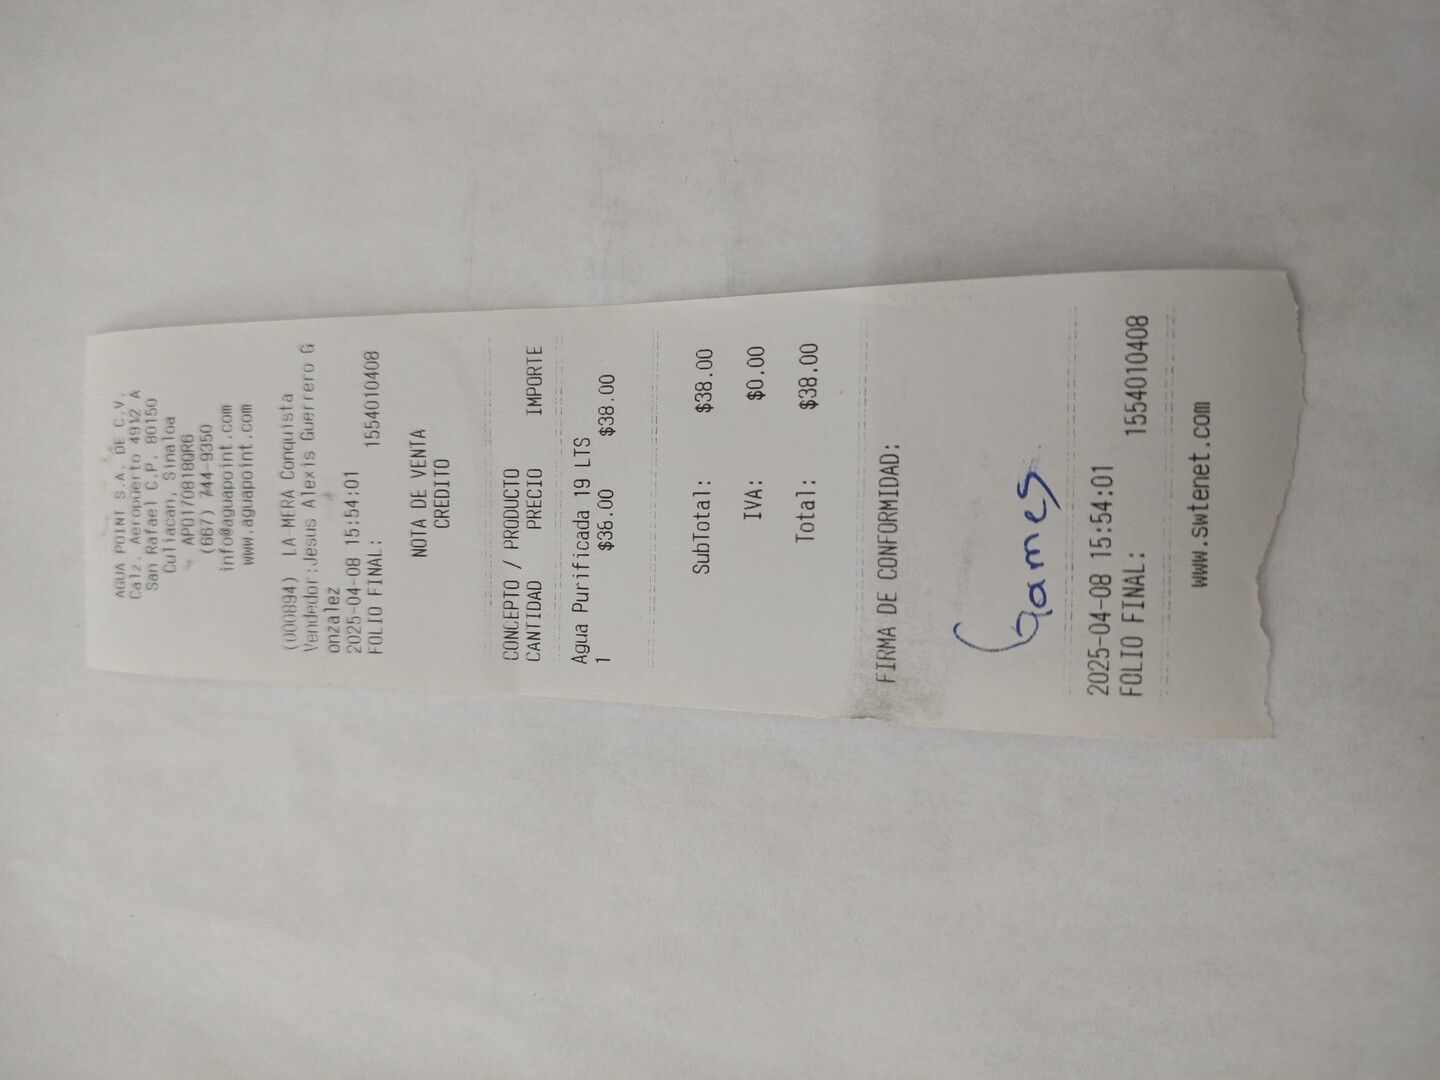 AGUA POINT S.A. DE C.V.
Calz. Aeropuerto 4912 A
San Rafael C.P. 80150
Culiacan, Sinaloa
APO1708180R6
(667) 744-9350
info@aguapoint.com
www.aguapoint.com
(000894) LA MERA Conquista
Vendedor:Jesus Alexis Guerrero G
onzalez
2025-04-08 15:54:01
FOLIO FINAL: 1554010408
NOTA DE VENTA
CREDITO
CONCEPTO / PRODUCTO
CANTIDAD PRECIO IMPORTE
Agua Purificada 19 LTS
1 $38.00 $38.00
SubTotal: $38.00
IVA: $0.00
Total: $38.00
FIRMA DE CONFORMIDAD:
Games
2025-04-08 15:54:01
FOLIO FINAL: 1554010408
www.swtenet.com